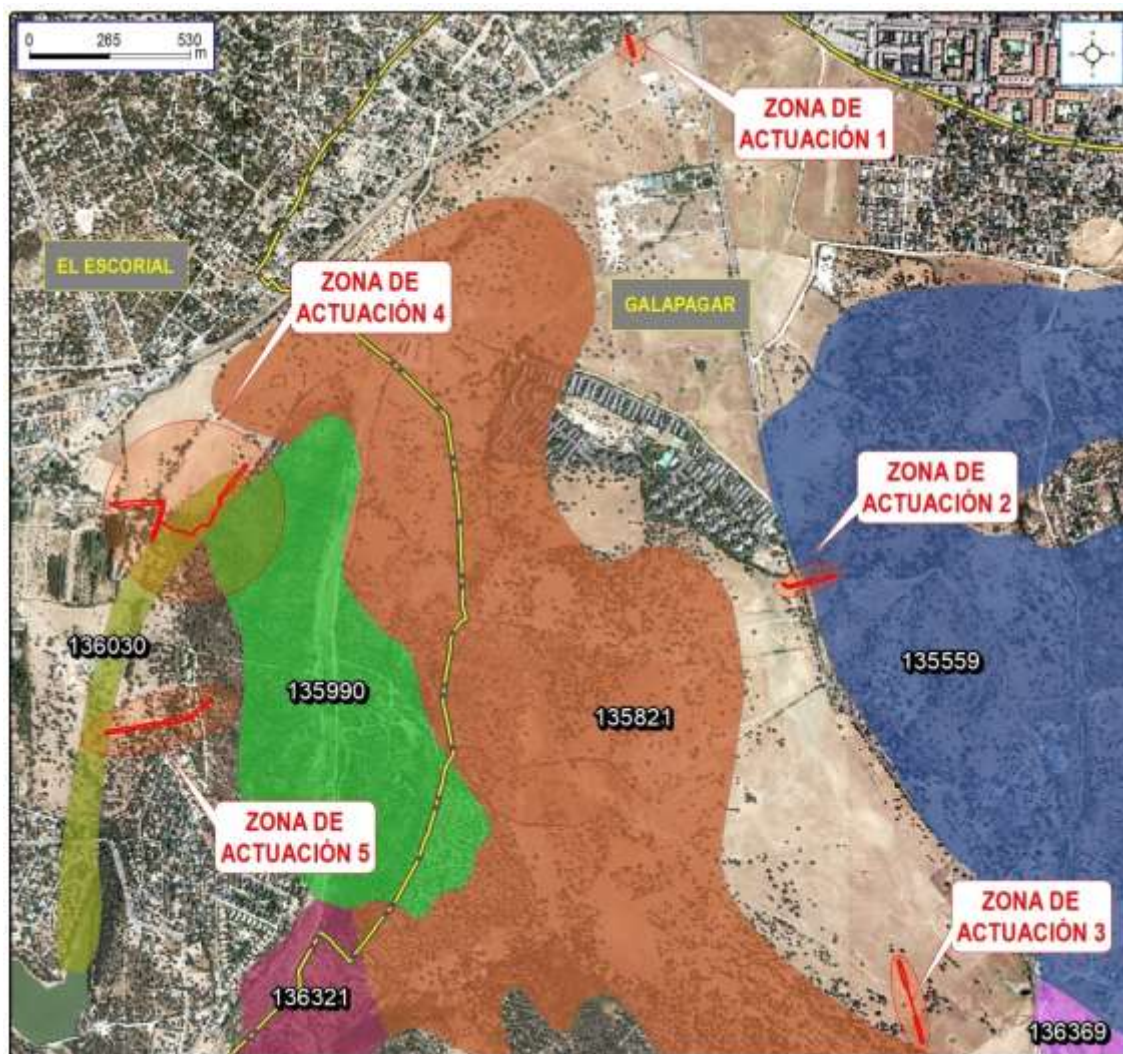 0 265 530
m
ZONA DE
ACTUACIÓN 1
EL ESCORIAL
ZONA DE
ACTUACIÓN 4
GALAPAGAR
ZONA DE
ACTUACIÓN 2
136030
135990
135821
135559
ZONA DE
ACTUACIÓN 5
ZONA DE
ACTUACIÓN 3
136321
136369